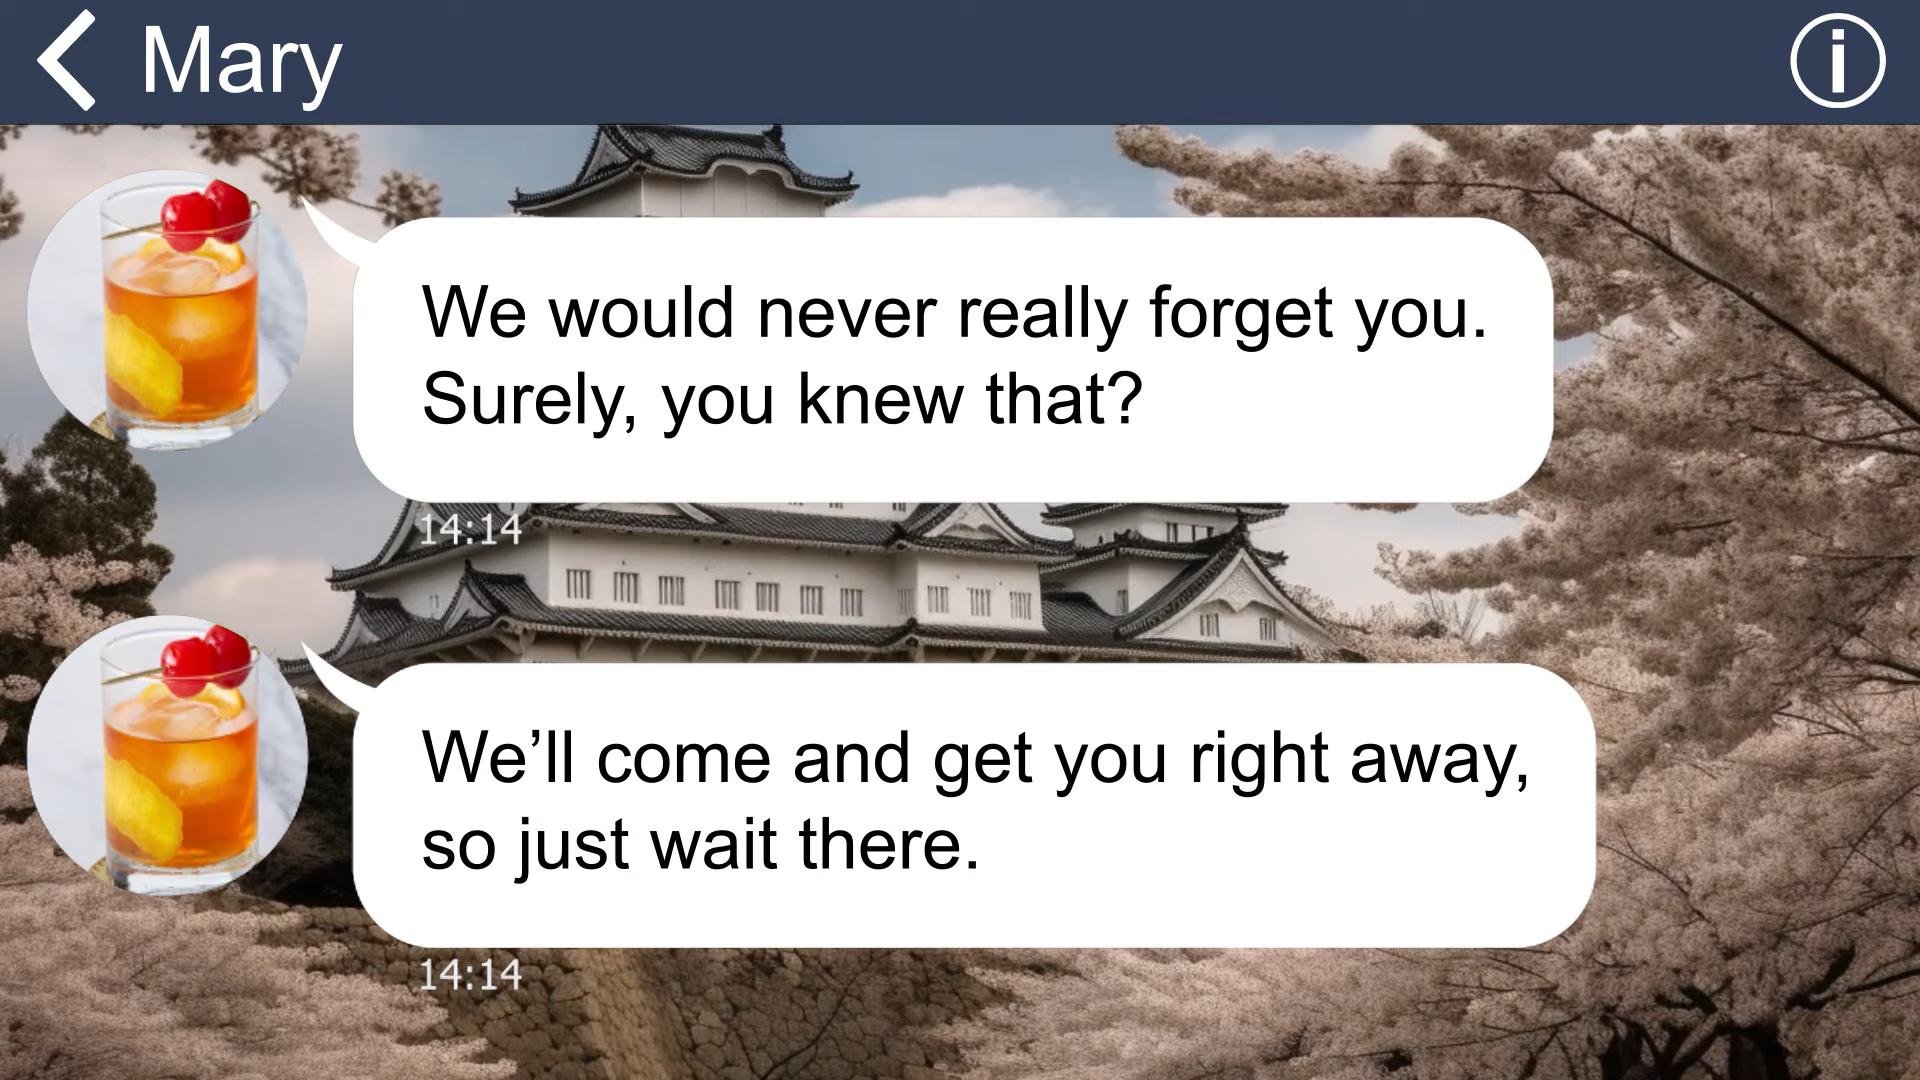 Mary
We would never really forget you.
Surely, you knew that?
14:14
We’ll come and get you right away,
so just wait there.
14:14